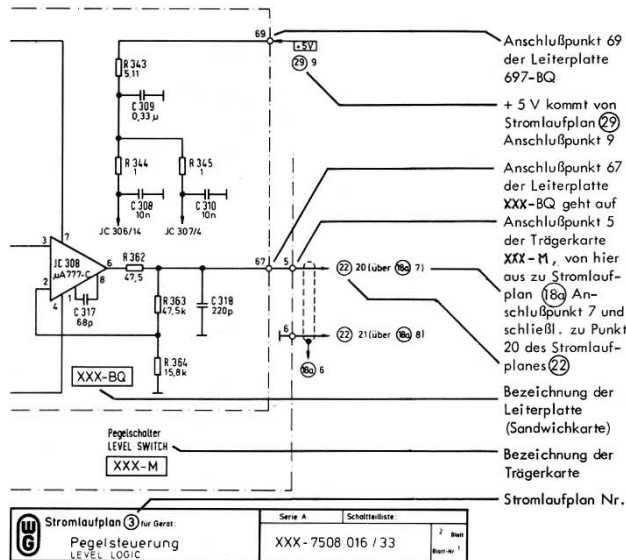 69
+5V
29 9
R 343
5.11
C 309
0,33 µ
R 344
1
R 345
1
C 308
10n
C 310
10n
JC 306/14
JC 307/4
3
7
JC 308
µA777-C
6
2
1
8
4
C 317
68p
R 362
47,5
67
5
22 20 (über 18a 7)
R 363
47,5k
C 318
220p
6
22 21 (über 18a 8)
R 364
15,8k
18a 6
XXX-BQ
Pegelschalter
LEVEL SWITCH
XXX-M
Anschlußpunkt 69
der Leiterplatte
697-BQ
+ 5 V kommt von
Stromlaufplan 29
Anschlußpunkt 9
Anschlußpunkt 67
der Leiterplatte
XXX-BQ geht auf
Anschlußpunkt 5
der Trägerkarte
XXX-M, von hier
aus zu Stromlauf-
plan 18a An-
schlußpunkt 7 und
schließl. zu Punkt
20 des Stromlauf-
planes 22
Bezeichnung der
Leiterplatte
(Sandwichkarte)
Bezeichnung der
Trägerkarte
Stromlaufplan Nr.
WG
Stromlaufplan 3 für Gerät:
Pegelsteuerung
LEVEL LOGIC
Serie A
Schaltteilliste:
XXX-7508.016 / 33
2 Blatt
Blatt-Nr 1